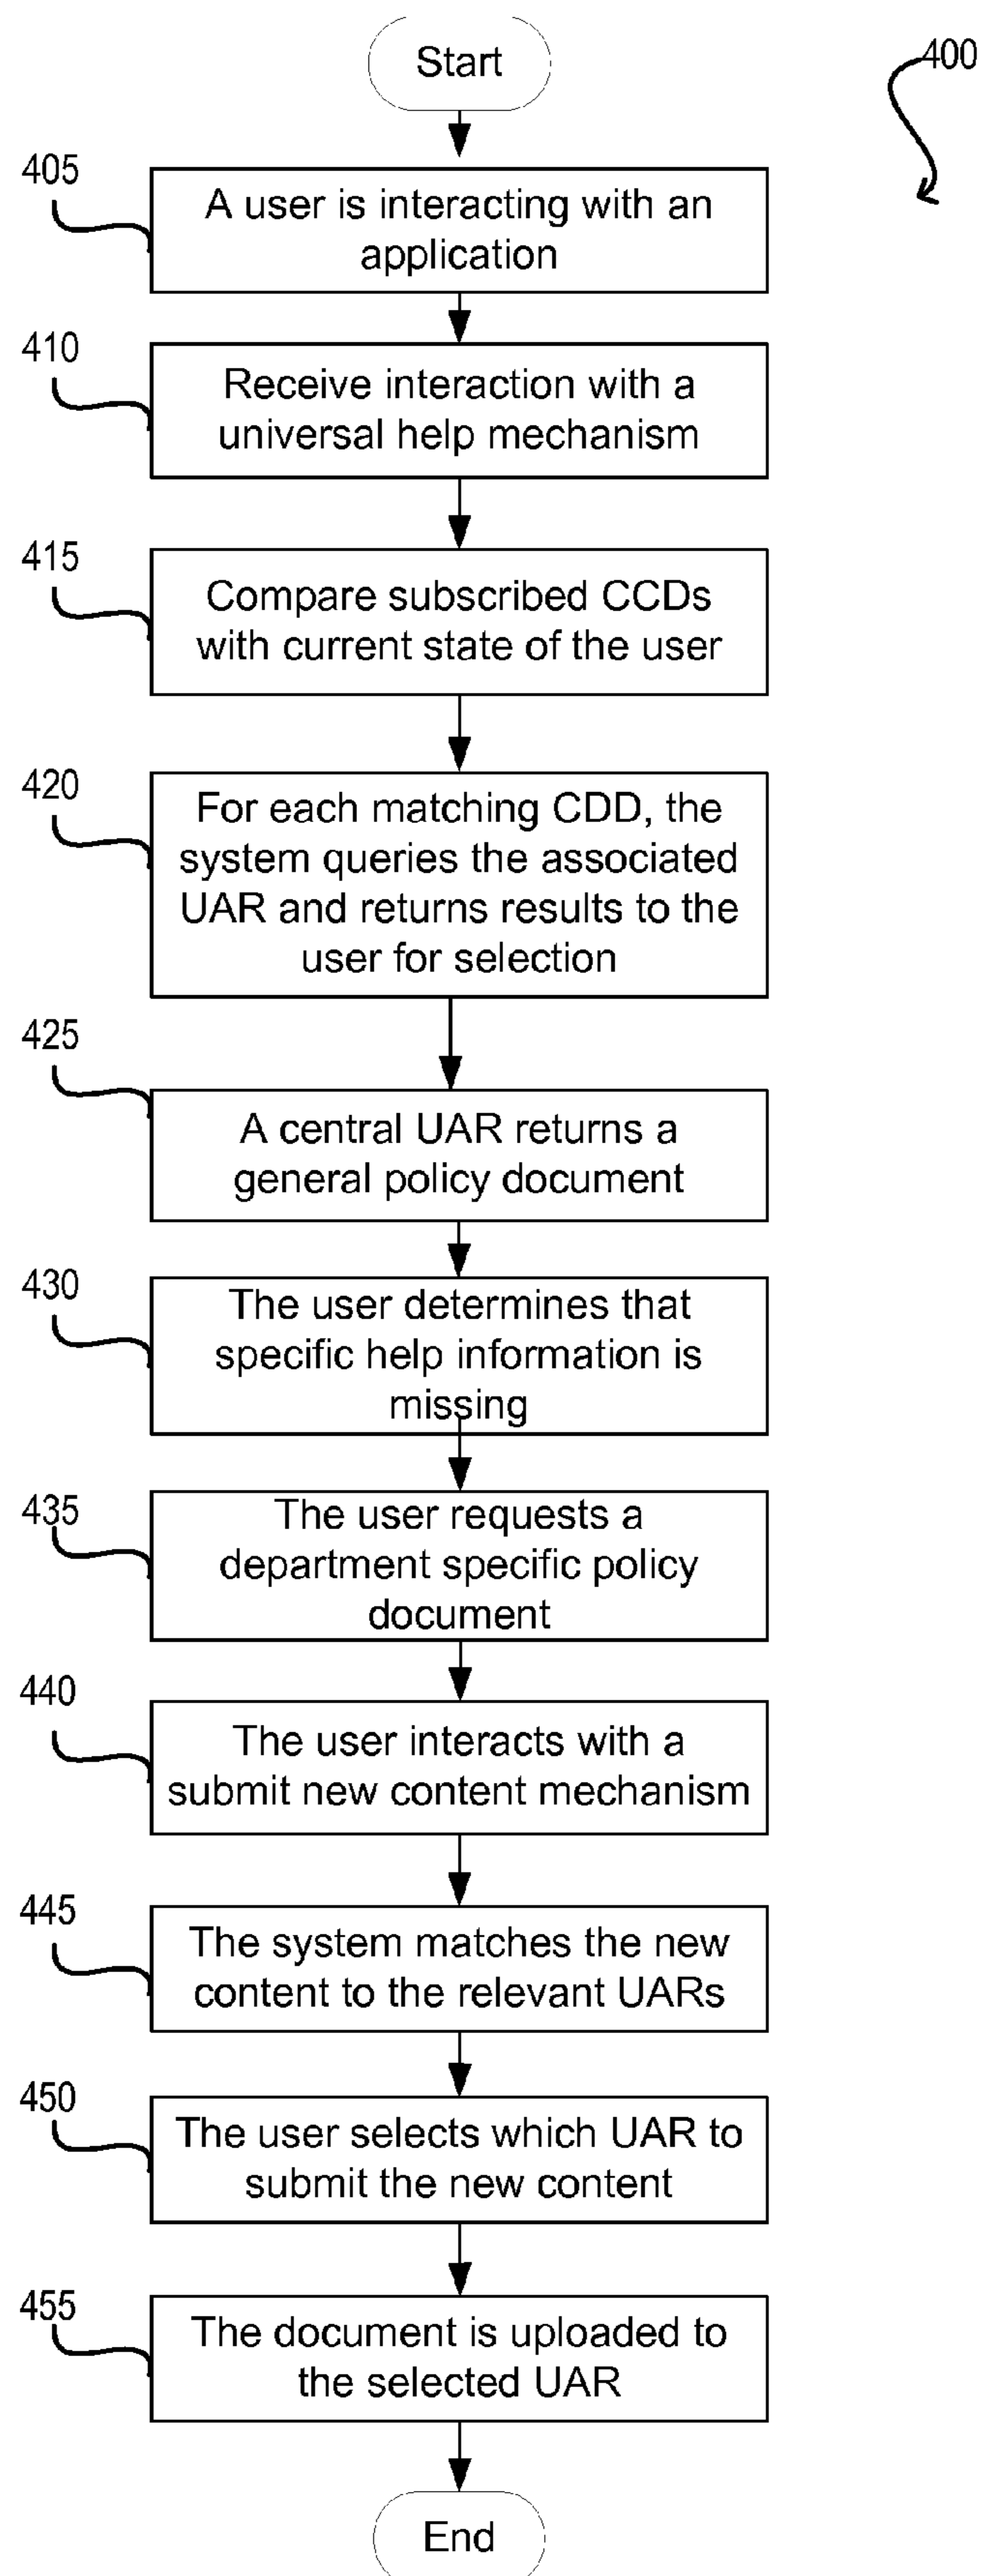 Start
400
405
A user is interacting with an
application
410
Receive interaction with a
universal help mechanism
415
Compare subscribed CCDs
with current state of the user
420
For each matching CDD, the
system queries the associated
UAR and returns results to the
user for selection
425
A central UAR returns a
general policy document
430
The user determines that
specific help information is
missing
435
The user requests a
department specific policy
document
440
The user interacts with a
submit new content mechanism
445
The system matches the new
content to the relevant UARs
450
The user selects which UAR to
submit the new content
455
The document is uploaded to
the selected UAR
End